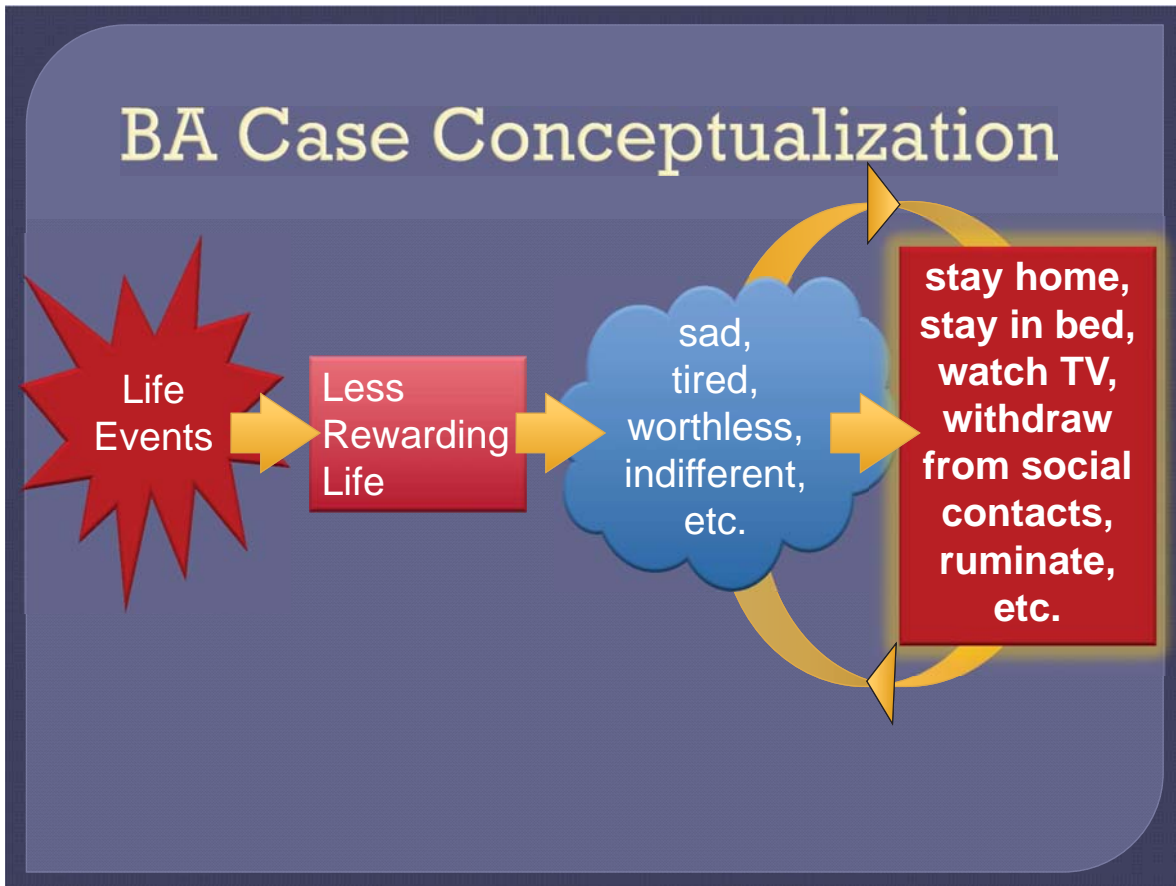 BA Case Conceptualization
Life
Events
Less
Rewarding
Life
sad,
tired,
worthless,
indifferent,
etc.
stay home,
stay in bed,
watch TV,
withdraw
from social
contacts,
ruminate,
etc.